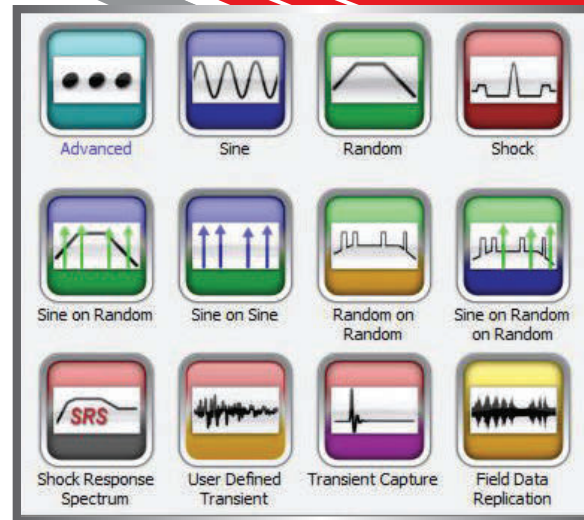 Advanced
Sine
Random
Shock
Sine on Random
Sine on Sine
Random on
Random
Sine on Random
on Random
SRS
Shock Response
Spectrum
User Defined
Transient
Transient Capture
Field Data
Replication